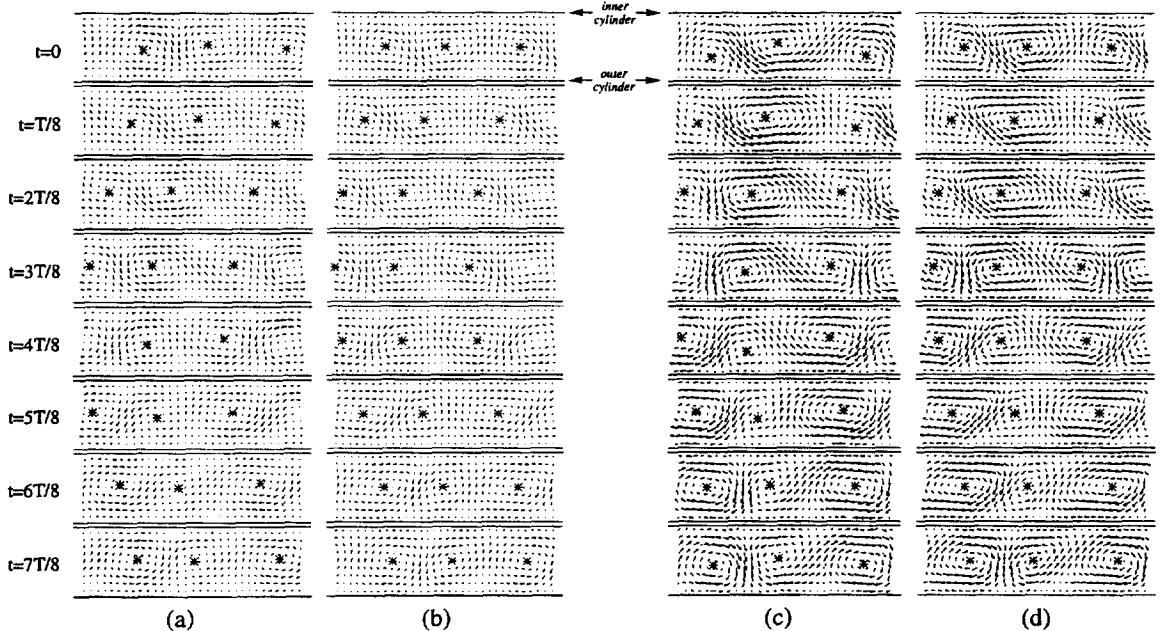 inner
cylinder
t=0
outer
cylinder
t=T/8
t=2T/8
t=3T/8
t=4T/8
t=5T/8
t=6T/8
t=7T/8
(a) (b) (c) (d)